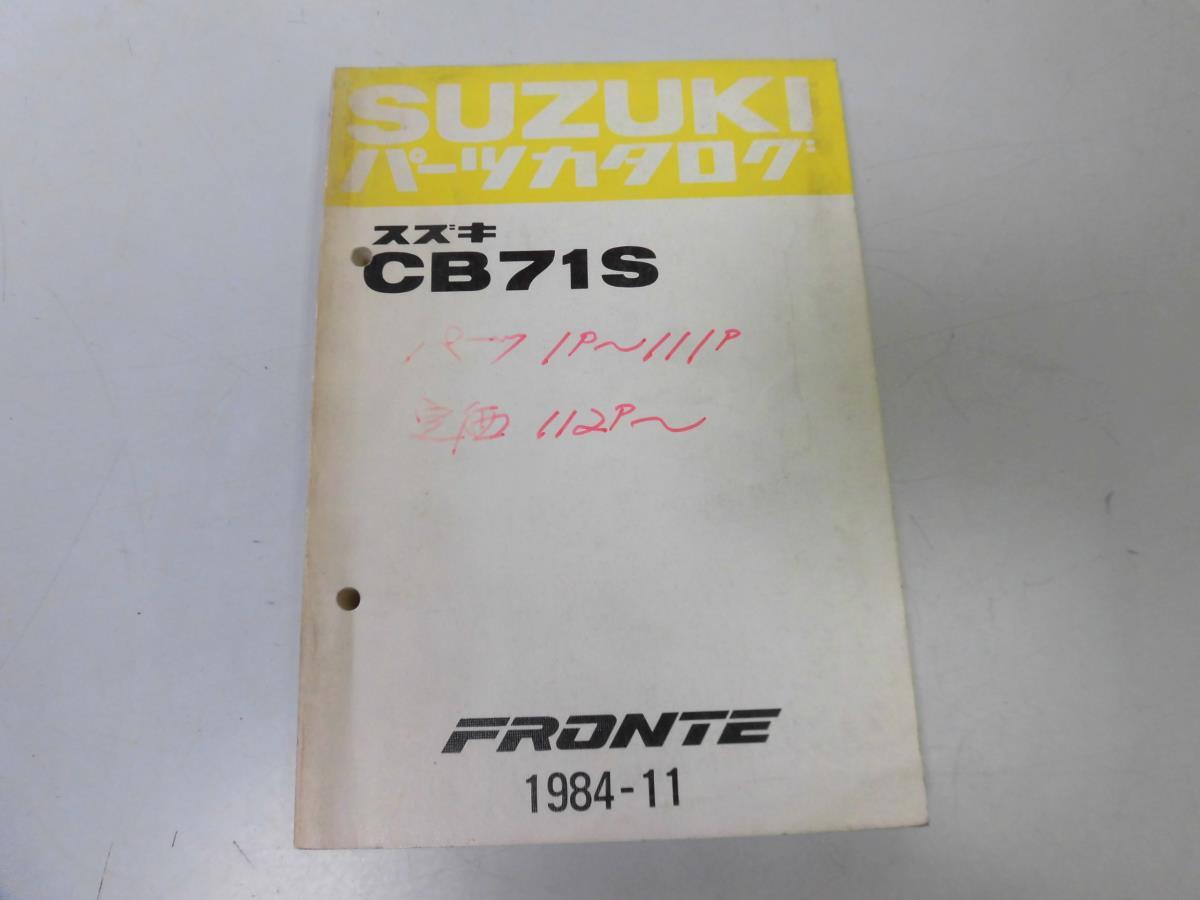 SUZUKI
パーツカタログ
スズキ
CB71S
パーツ 1P〜111P
定価 112P〜
FRONTE
1984-11